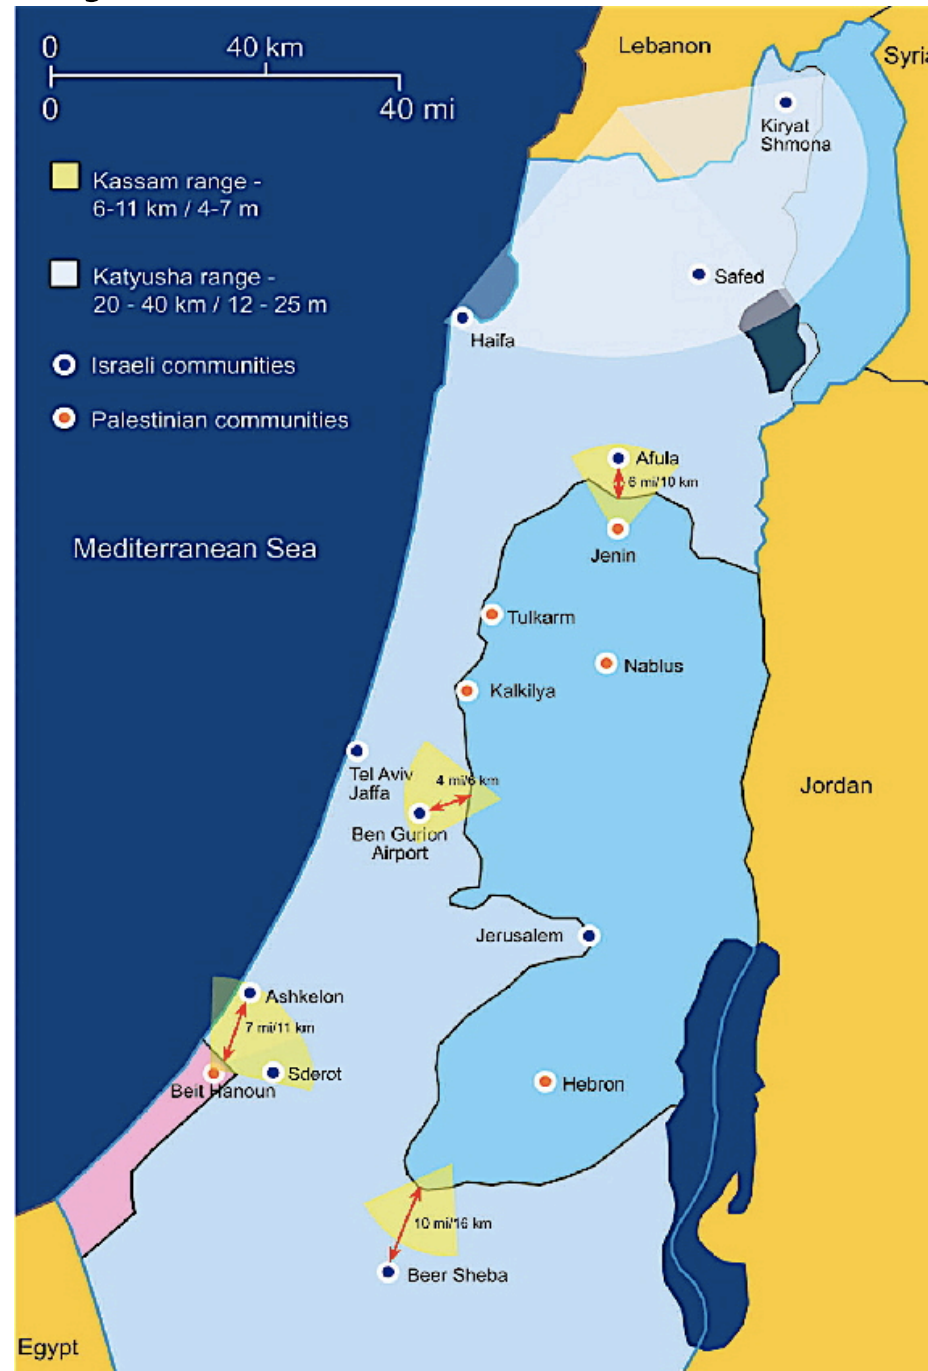 0 40 km
0 40 mi
Lebanon
Syria
Kiryat
Shmona
Kassam range -
6-11 km / 4-7 m
Katyusha range -
20 - 40 km / 12 - 25 m
Safed
Haifa
Israeli communities
Palestinian communities
Afula
6 mi/10 km
Mediterranean Sea
Jenin
Tulkarm
Nablus
Kalkilya
Tel Aviv
Jaffa
4 mi/6 km
Jordan
Ben Gurion
Airport
Jerusalem
Ashkelon
7 mi/11 km
Sderot
Beit Hanoun
Hebron
10 mi/16 km
Beer Sheba
Egypt